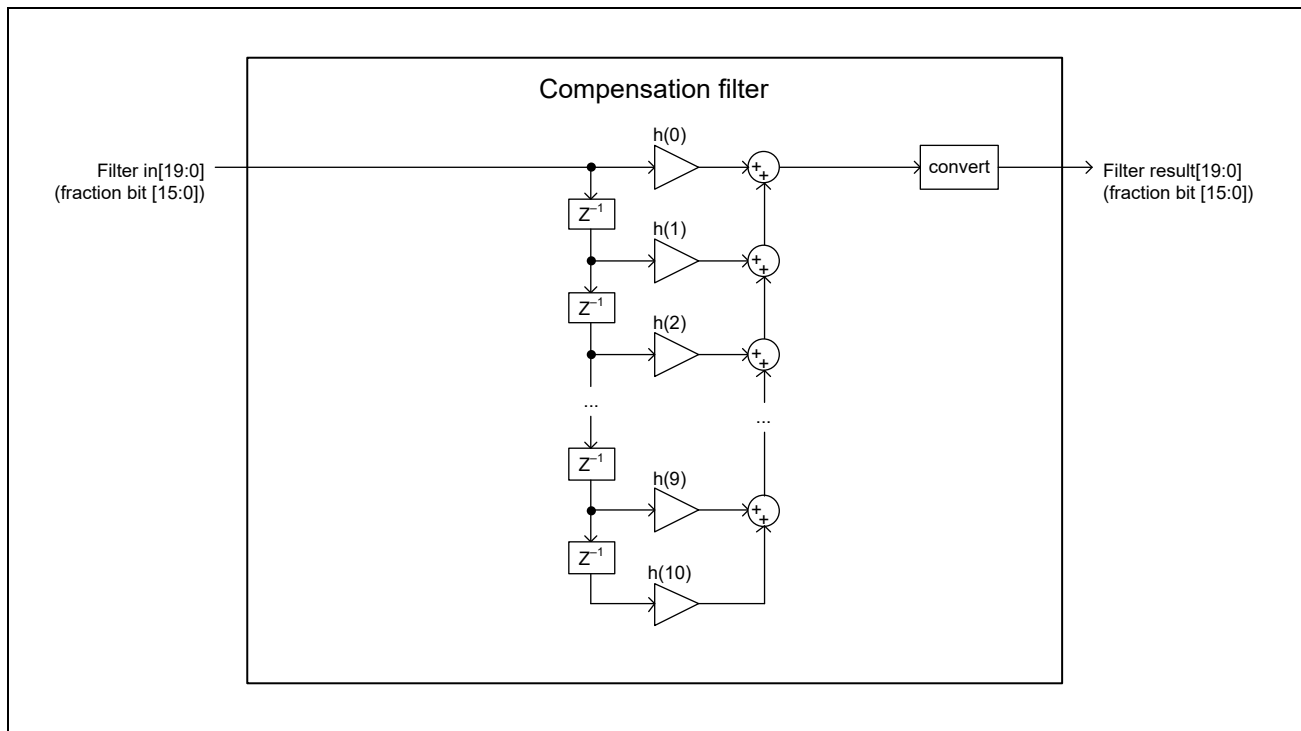 Compensation filter
Filter in[19:0]
(fraction bit [15:0])
h(0)
+
+
convert
Filter result[19:0]
(fraction bit [15:0])
Z⁻¹
h(1)
+
+
Z⁻¹
h(2)
+
+
...
...
Z⁻¹
h(9)
+
+
Z⁻¹
h(10)